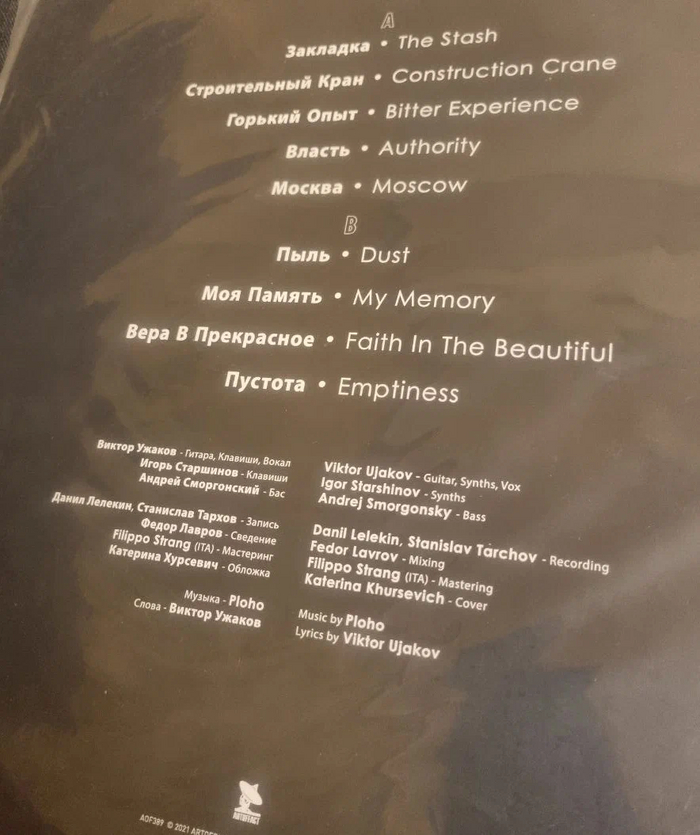 A
Закладка • The Stash
Строительный Кран • Construction Crane
Горький Опыт • Bitter Experience
Власть • Authority
Москва • Moscow
B
Пыль • Dust
Моя Память • My Memory
Вера В Прекрасное • Faith In The Beautiful
Пустота • Emptiness
Виктор Ужаков - Гитара, Клавиши, Вокал
Игорь Старшинов - Клавиши
Андрей Сморгонский - Бас
Данил Лелекин, Станислав Тархов - Запись
Федор Лавров - Сведение
Filippo Strang (ITA) - Мастеринг
Катерина Хурсевич - Обложка
Музыка - Ploho
Слова - Виктор Ужаков
Viktor Ujakov - Guitar, Synths, Vox
Igor Starshinov - Synths
Andrej Smorgonsky - Bass
Danil Lelekin, Stanislav Tarchov - Recording
Fedor Lavrov - Mixing
Filippo Strang (ITA) - Mastering
Katerina Khursevich - Cover
Music by Ploho
Lyrics by Viktor Ujakov
ARTOFFACT
AOF389 © 2021